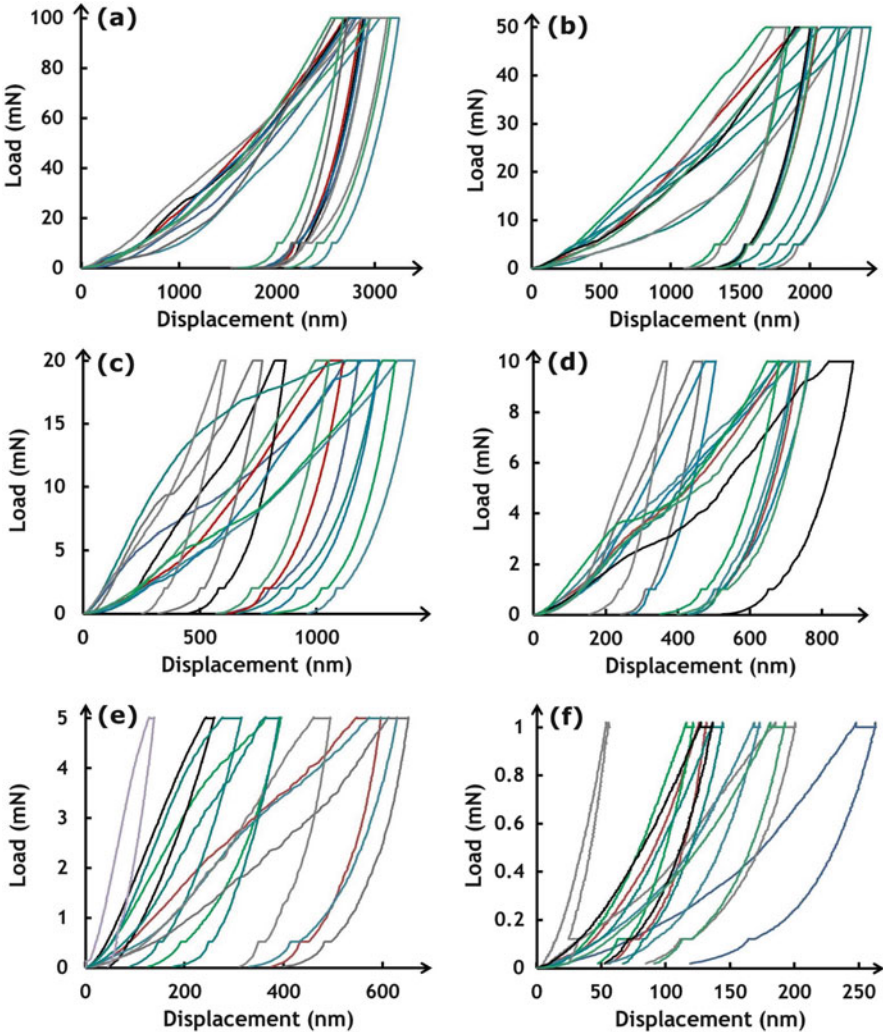 (a)
Load (mN)
100
80
60
40
20
0
0 1000 2000 3000
Displacement (nm)
(b)
Load (mN)
50
40
30
20
10
0
0 500 1000 1500 2000
Displacement (nm)
(c)
Load (mN)
20
15
10
5
0
0 500 1000
Displacement (nm)
(d)
Load (mN)
10
8
6
4
2
0
0 200 400 600 800
Displacement (nm)
(e)
Load (mN)
5
4
3
2
1
0
0 200 400 600
Displacement (nm)
(f)
Load (mN)
1
0.8
0.6
0.4
0.2
0
0 50 100 150 200 250
Displacement (nm)